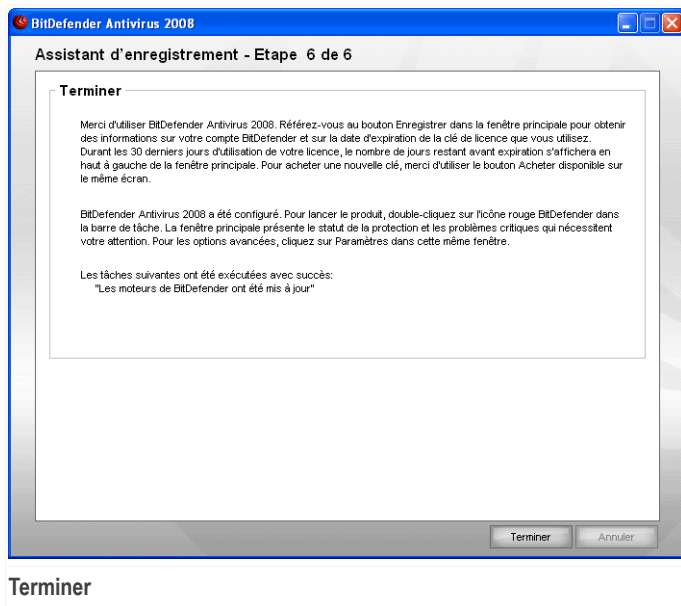 BitDefender Antivirus 2008
Assistant d'enregistrement - Etape 6 de 6
Terminer
Merci d'utiliser BitDefender Antivirus 2008. Référez-vous au bouton Enregistrer dans la fenêtre principale pour obtenir
des informations sur votre compte BitDefender et sur la date d'expiration de la clé de licence que vous utilisez.
Durant les 30 derniers jours d'utilisation de votre licence, le nombre de jours restant avant expiration s'affichera en
haut à gauche de la fenêtre principale. Pour acheter une nouvelle clé, merci d'utiliser le bouton Acheter disponible sur
le même écran.
BitDefender Antivirus 2008 a été configuré. Pour lancer le produit, double-cliquez sur l'icône rouge BitDefender dans
la barre de tâche. La fenêtre principale présente le statut de la protection et les problèmes critiques qui nécessitent
votre attention. Pour les options avancées, cliquez sur Paramètres dans cette même fenêtre.
Les tâches suivantes ont été exécutées avec succès:
"Les moteurs de BitDefender ont été mis à jour"
Terminer
Annuler
Terminer